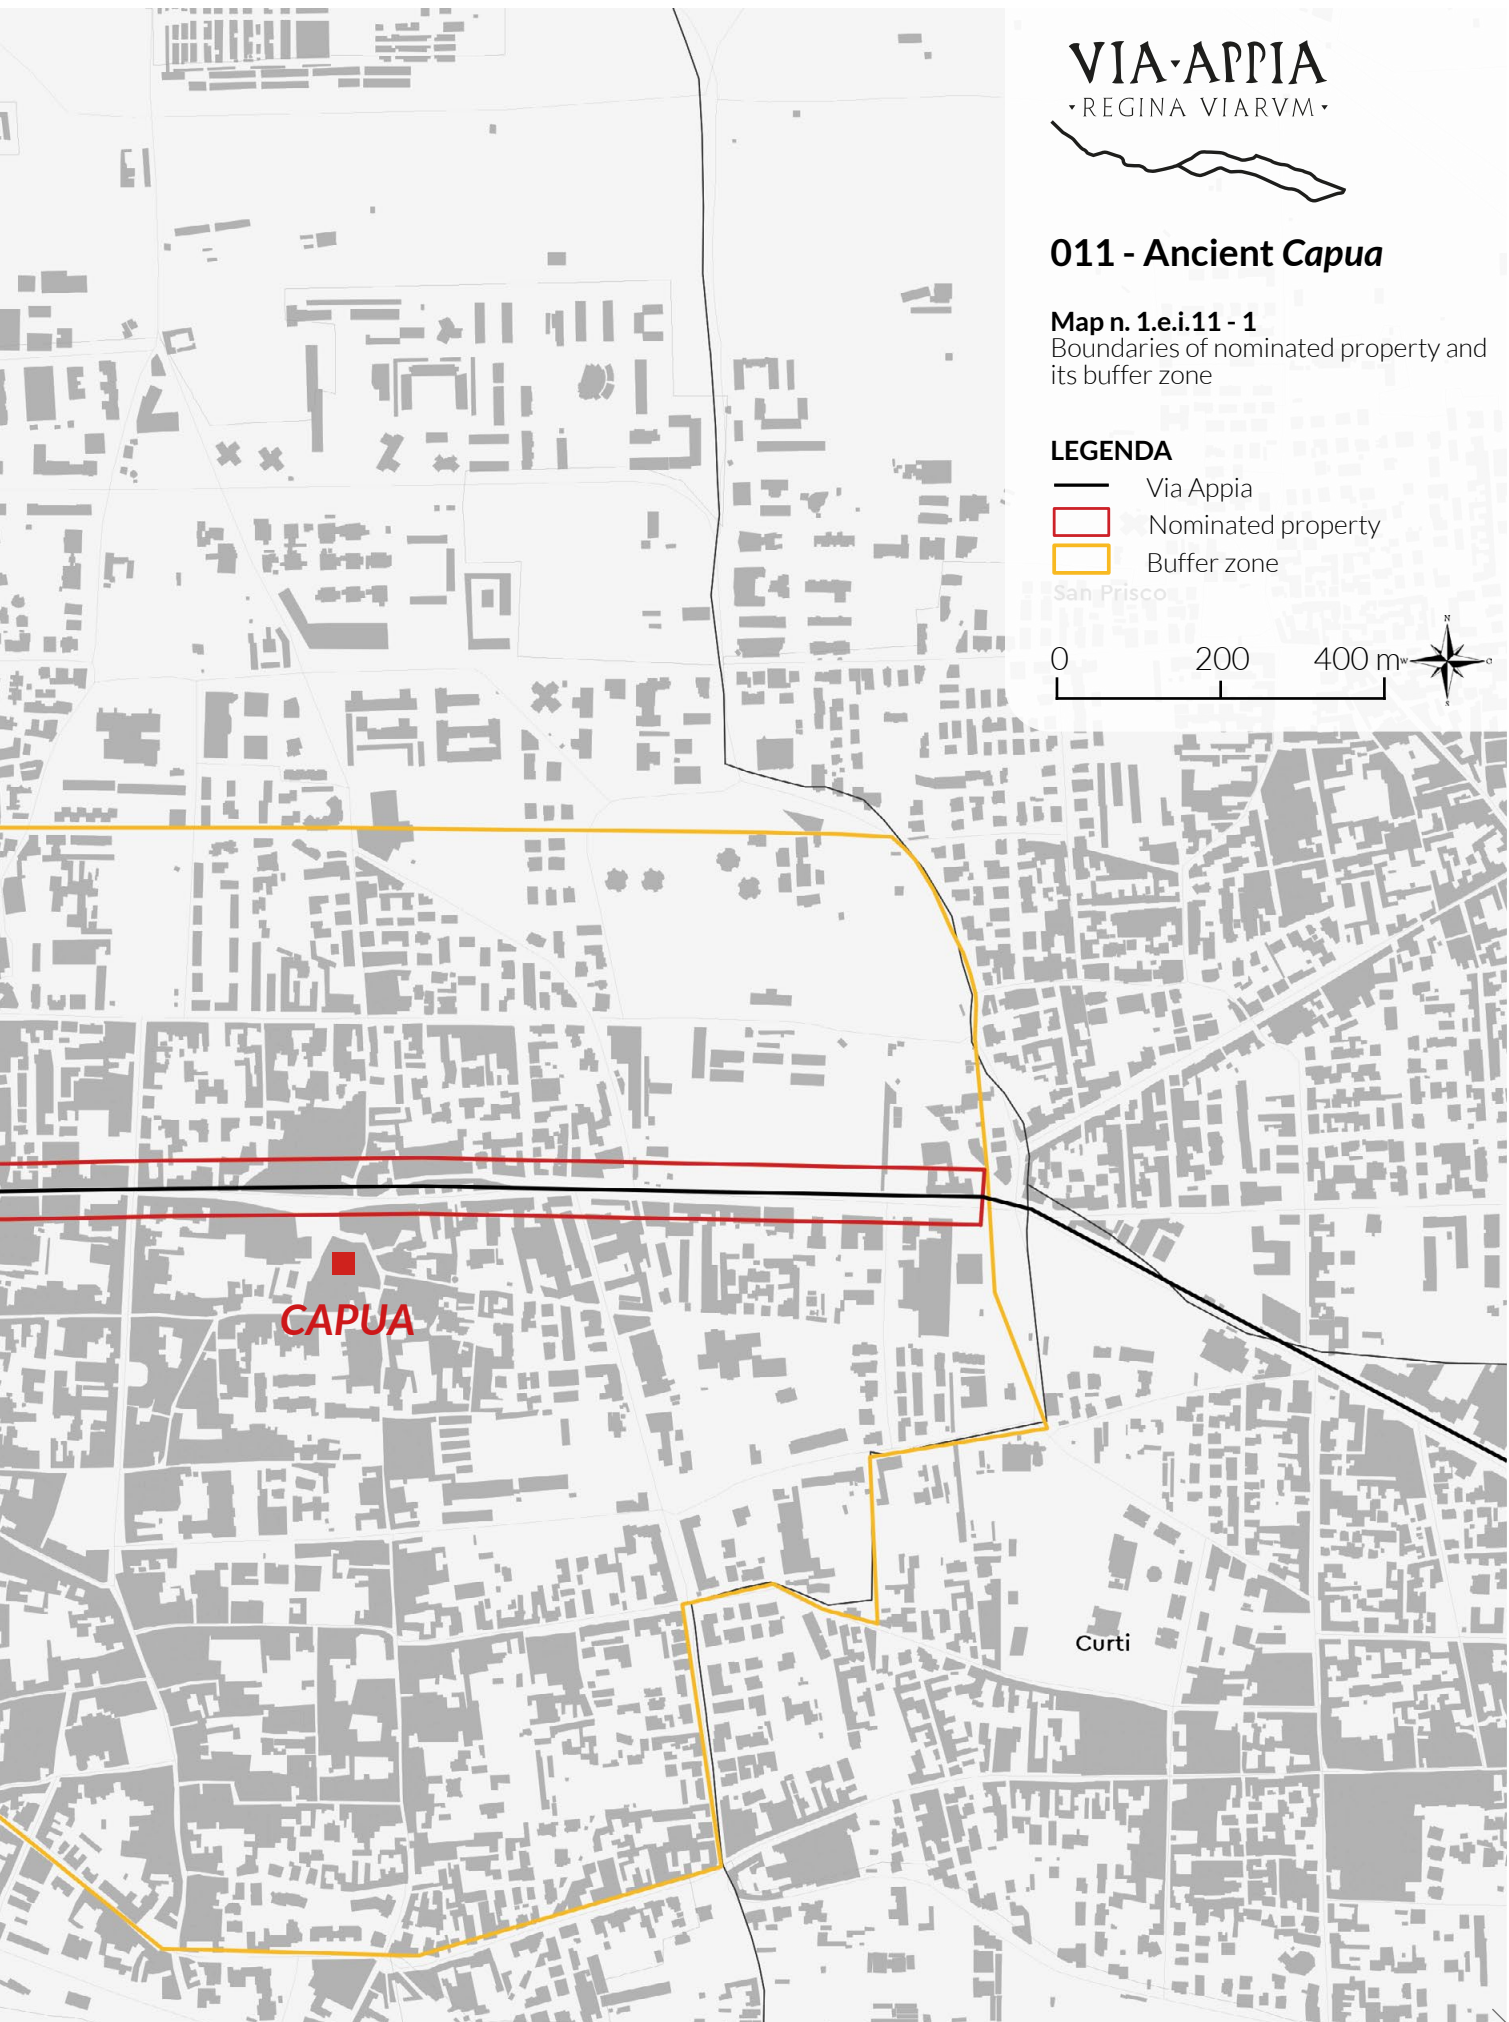 VIA·APPIA
·REGINA VIARVM·
011 - Ancient Capua
Map n. 1.e.i.11 - 1
Boundaries of nominated property and
its buffer zone
LEGENDA
Via Appia
Nominated property
Buffer zone
San Prisco
0 200 400 m
N
W O
S
CAPUA
Curti